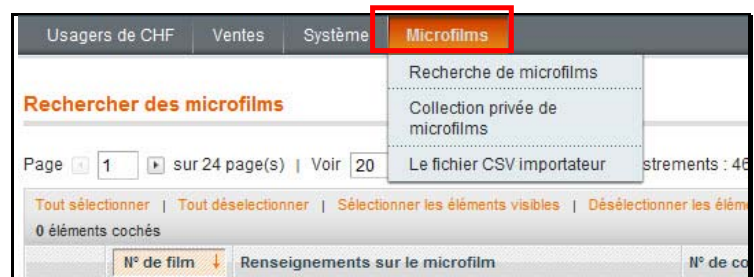 Usagers de CHF Ventes Système Microfilms
Recherche de microfilms
Rechercher des microfilms
Collection privée de
microfilms
Page 1 sur 24 page(s) | Voir 20 Le fichier CSV importateur strements : 46
Tout sélectionner | Tout déselectionner | Sélectionner les éléments visibles | Désélectionner les élém
0 éléments cochés
N° de film ↓ Renseignements sur le microfilm N° de co